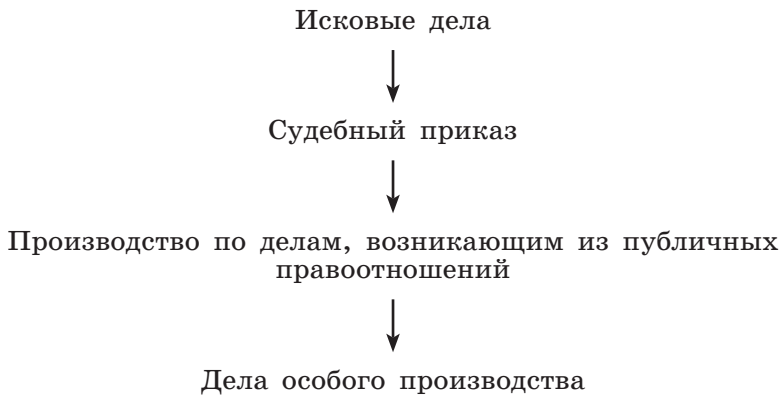 Исковые дела
Судебный приказ
Производство по делам, возникающим из публичных
правоотношений
Дела особого производства